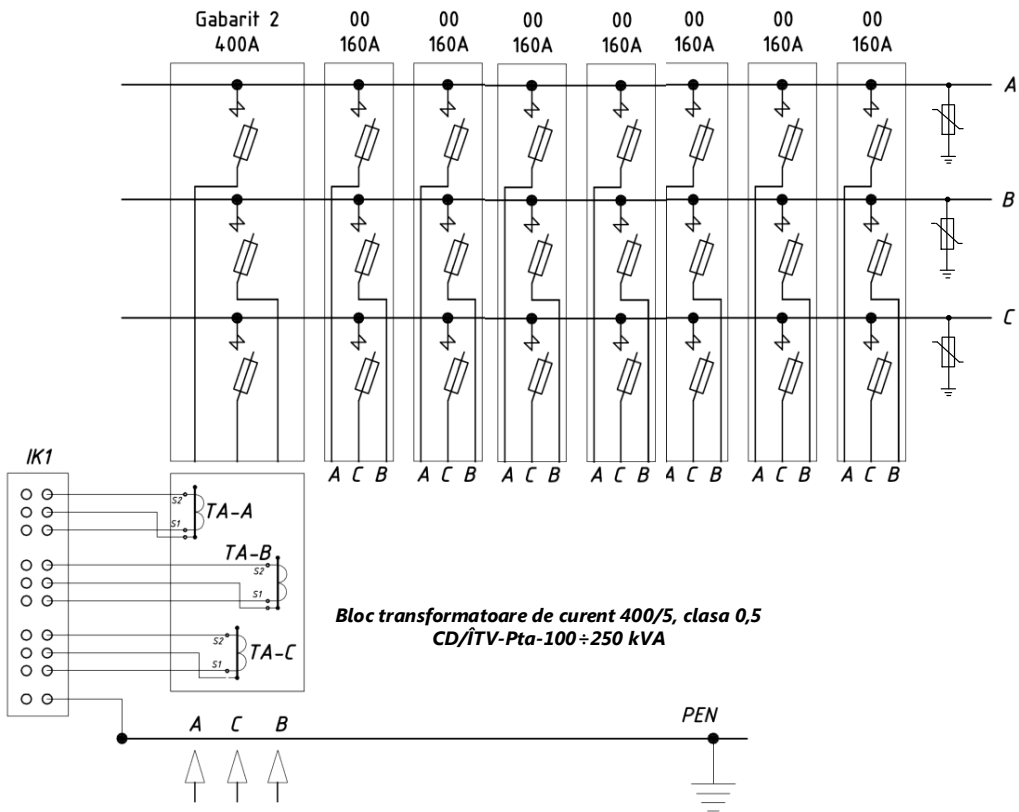 Gabarit 2 00 00 00 00 00 00 00
400A 160A 160A 160A 160A 160A 160A 160A
A
B
C
IK1
A C B A C B A C B A C B A C B A C B A C B
S2
TA-A
S1
TA-B
S2
S1
Bloc transformatoare de curent 400/5, clasa 0,5
CD/ÎTV-Pta-100÷250 kVA
S2
TA-C
S1
A C B
PEN